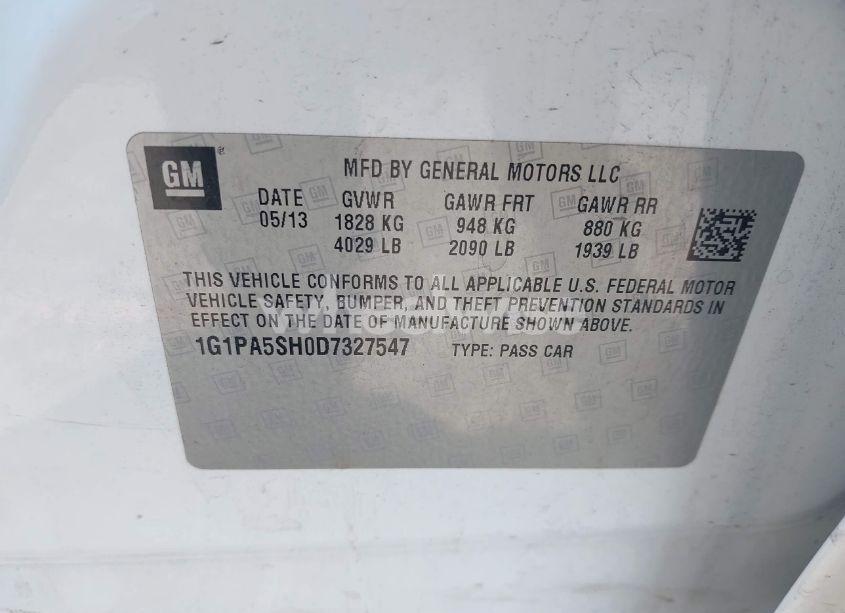 GM
MFD BY GENERAL MOTORS LLC
DATE GVWR GAWR FRT GAWR RR
05/13 1828 KG 948 KG 880 KG
4029 LB 2090 LB 1939 LB
THIS VEHICLE CONFORMS TO ALL APPLICABLE U.S. FEDERAL MOTOR
VEHICLE SAFETY, BUMPER, AND THEFT PREVENTION STANDARDS IN
EFFECT ON THE DATE OF MANUFACTURE SHOWN ABOVE.
1G1PA5SH0D7327547 TYPE: PASS CAR